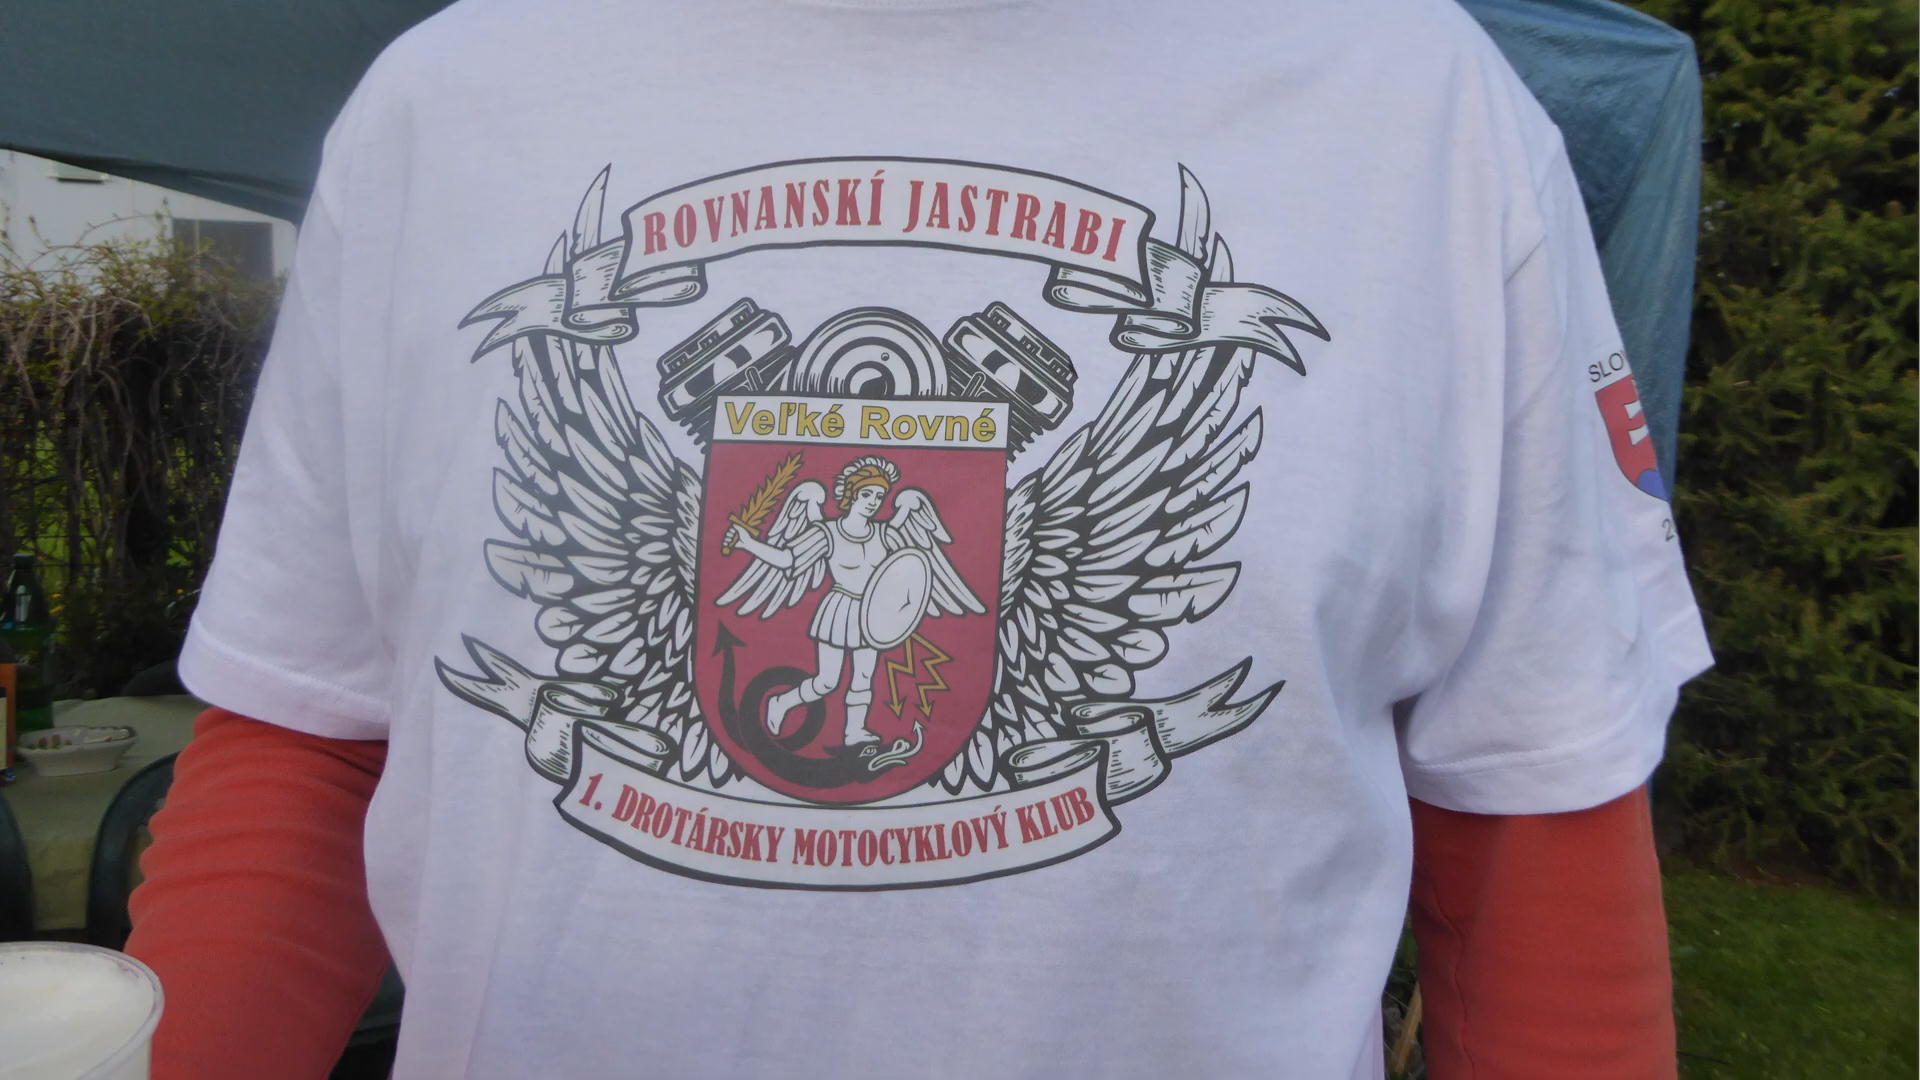 ROVNANSKÍ JASTRABI
Veľké Rovné
1. DROTÁRSKY MOTOCYKLOVÝ KLUB